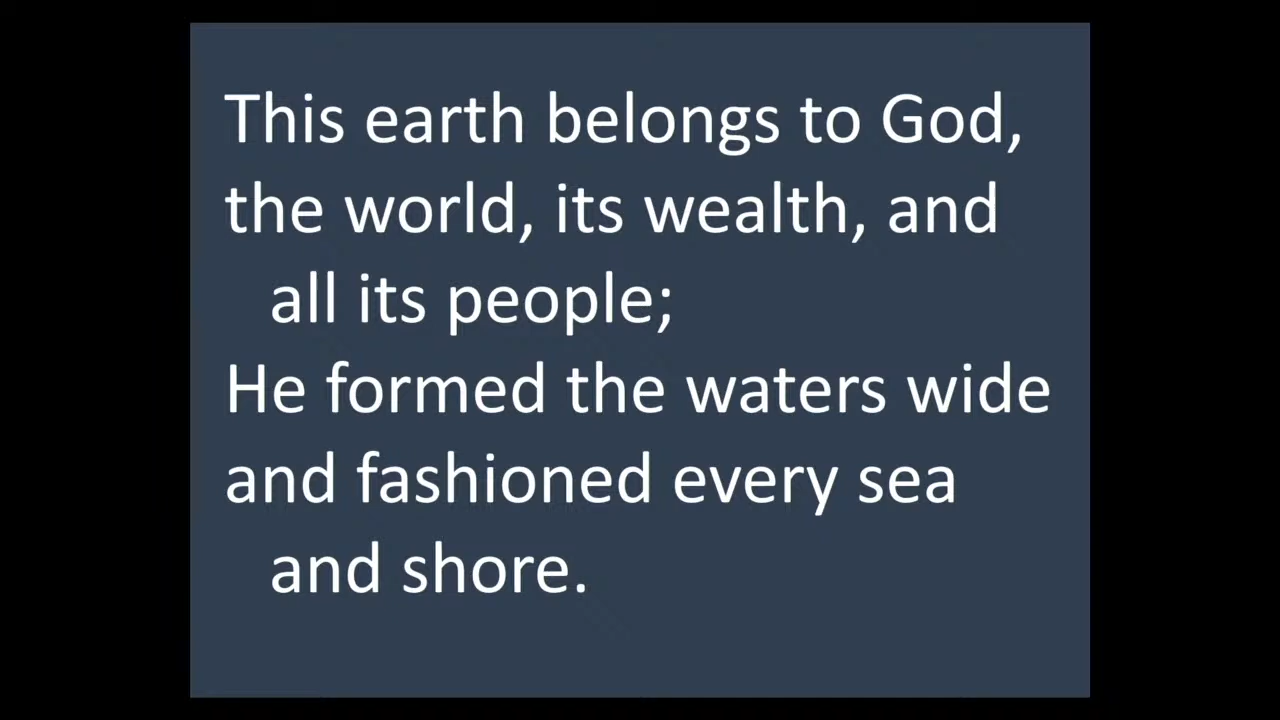 This earth belongs to God,
the world, its wealth, and
all its people;
He formed the waters wide
and fashioned every sea
and shore.